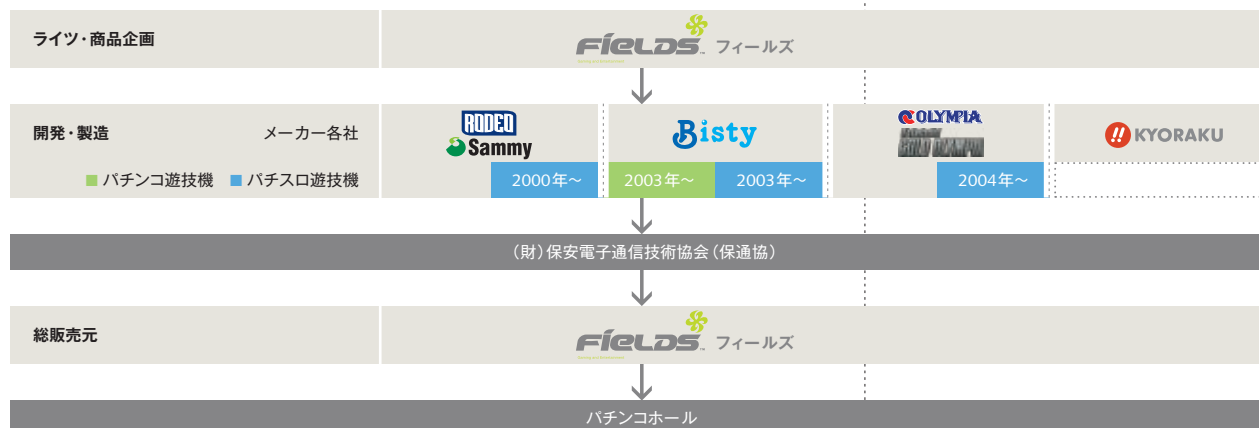 ライツ・商品企画
FIELDS™ フィールズ
開発・製造 メーカー各社
RODEO
Sammy
Bisty
OLYMPIA
KYORAKU
パチンコ遊技機 パチスロ遊技機
2000年～
2003年～
2003年～
2004年～
(財)保安電子通信技術協会(保通協)
総販売元
FIELDS™ フィールズ
パチンコホール